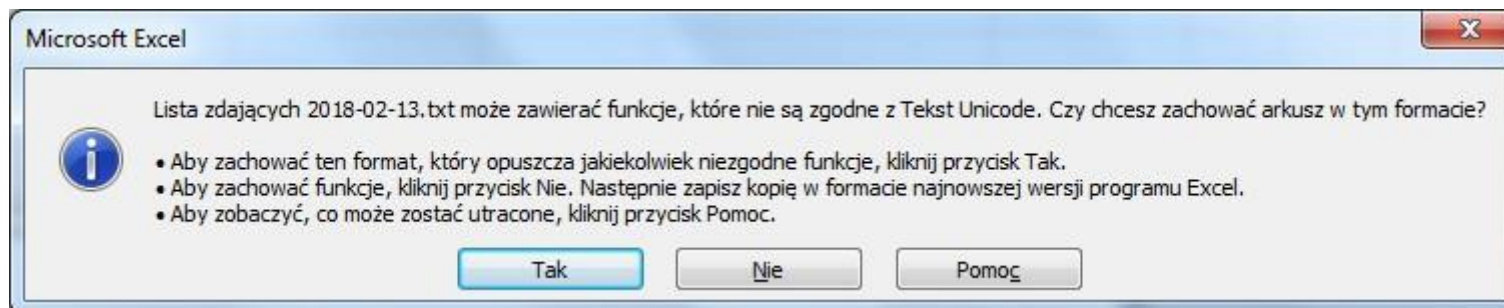 Microsoft Excel
Lista zdających 2018-02-13.txt może zawierać funkcje, które nie są zgodne z Tekst Unicode. Czy chcesz zachować arkusz w tym formacie?
• Aby zachować ten format, który opuszcza jakiekolwiek niezgodne funkcje, kliknij przycisk Tak.
• Aby zachować funkcje, kliknij przycisk Nie. Następnie zapisz kopię w formacie najnowszej wersji programu Excel.
• Aby zobaczyć, co może zostać utracone, kliknij przycisk Pomoc.
Tak Nie Pomoc